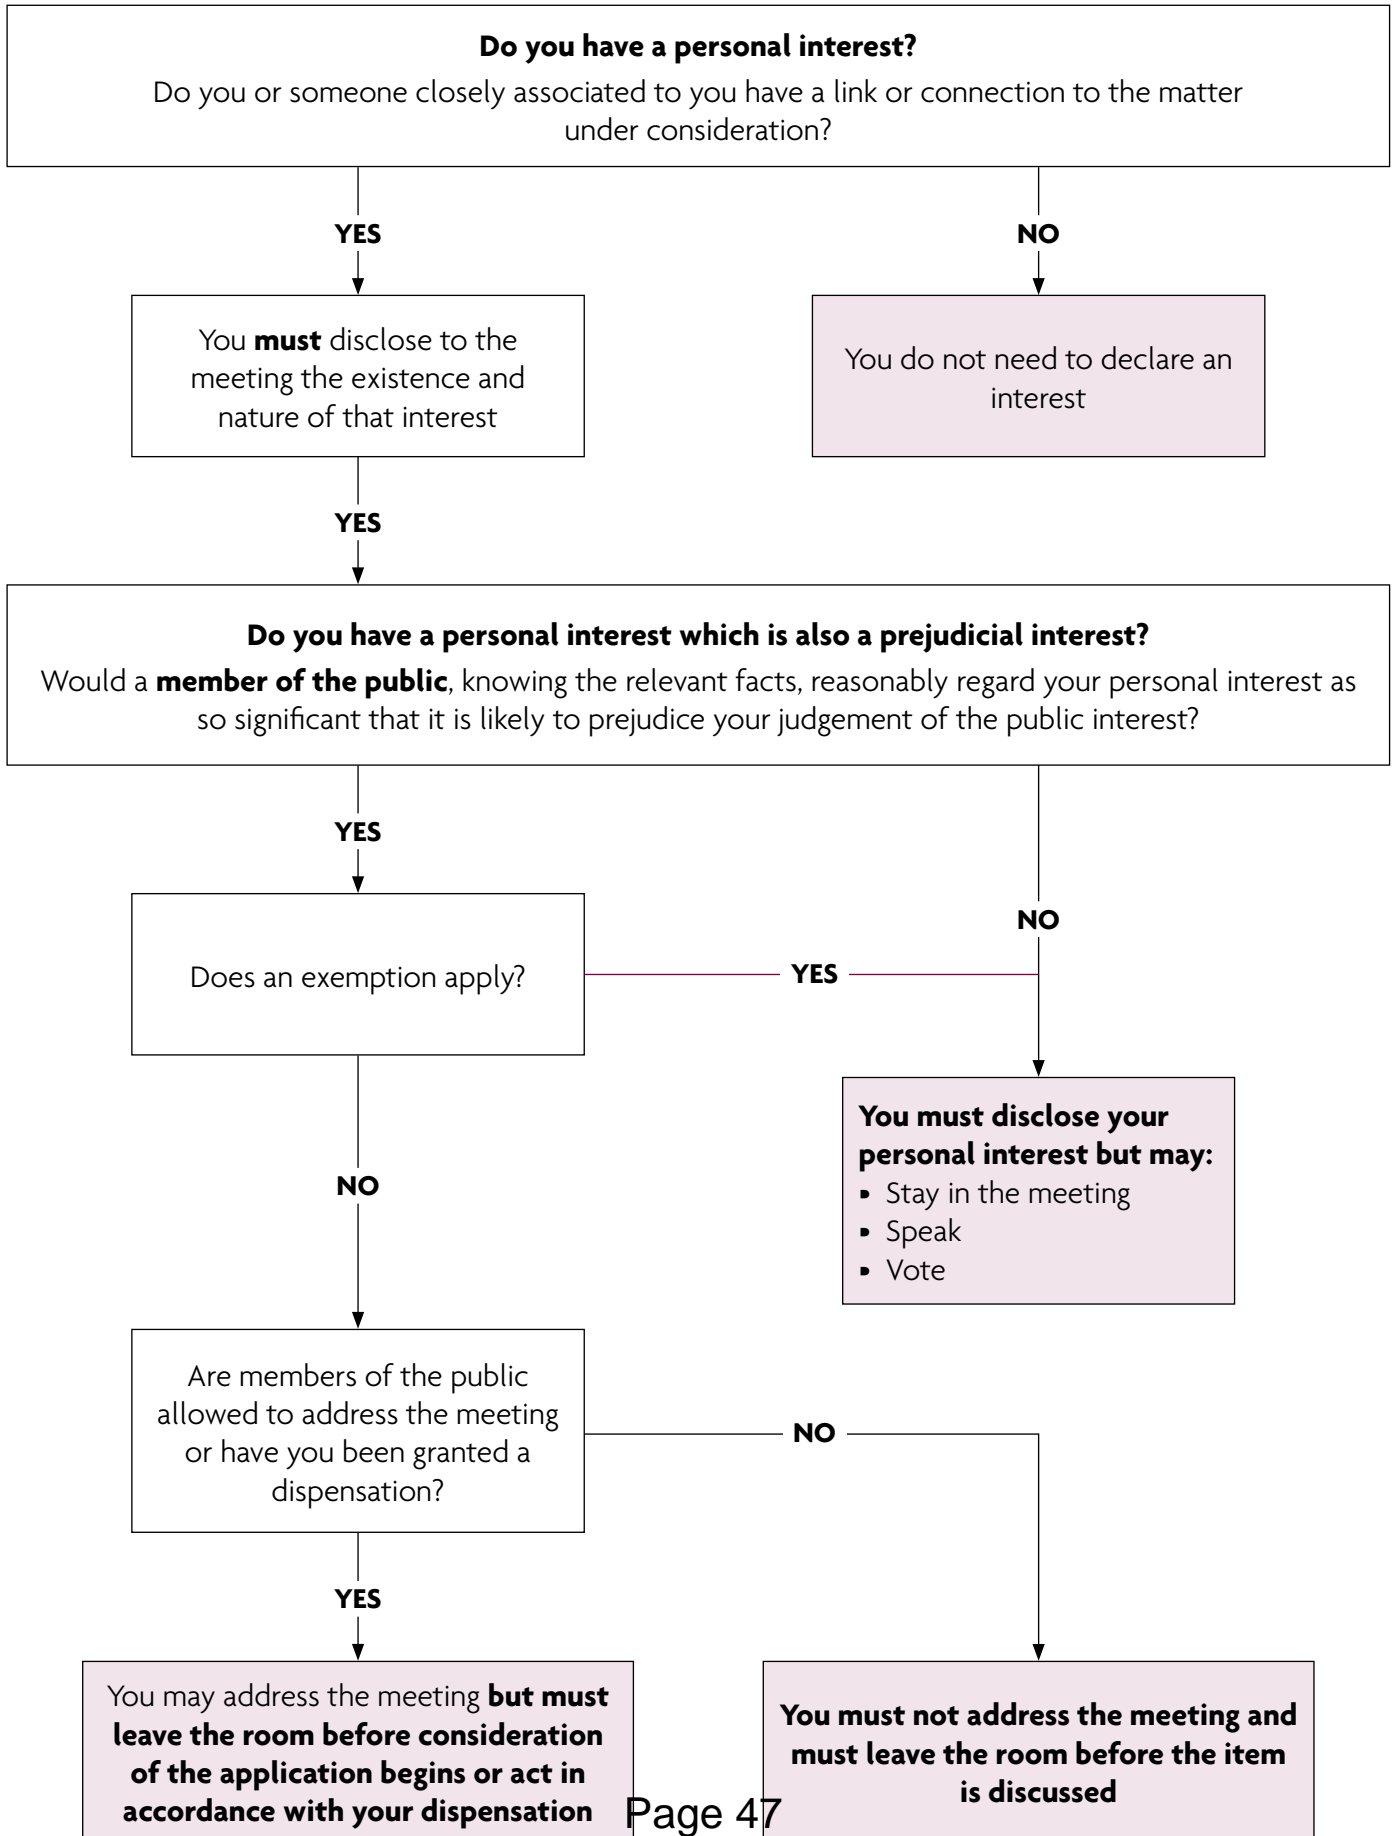 Do you have a personal interest?
Do you or someone closely associated to you have a link or connection to the matter
under consideration?
YES
NO
You must disclose to the
meeting the existence and
nature of that interest
You do not need to declare an
interest
YES
Do you have a personal interest which is also a prejudicial interest?
Would a member of the public, knowing the relevant facts, reasonably regard your personal interest as
so significant that it is likely to prejudice your judgement of the public interest?
YES
NO
Does an exemption apply?
YES
You must disclose your
personal interest but may:
• Stay in the meeting
• Speak
• Vote
NO
Are members of the public
allowed to address the meeting
or have you been granted a
dispensation?
NO
YES
You may address the meeting but must
leave the room before consideration
of the application begins or act in
accordance with your dispensation
You must not address the meeting and
must leave the room before the item
is discussed
Page 47